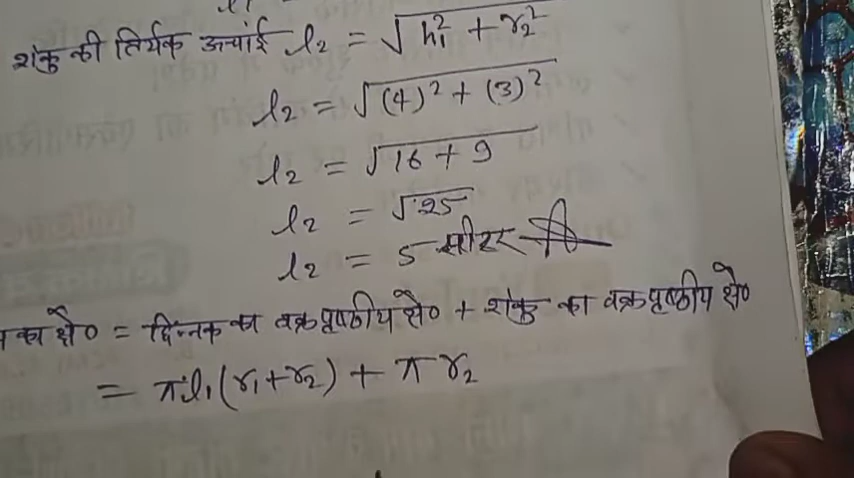 शंकु की तिर्यक ऊचांई l₂ = √h₁² + r₂²
l₂ = √(4)² + (3)²
l₂ = √16 + 9
l₂ = √25
l₂ = 5 मीटर
का क्षे० = छिन्नक का वक्रपृष्ठीय क्षे० + शंकु का वक्रपृष्ठीय क्षे०
= πl₁(r₁+r₂) + πr₂